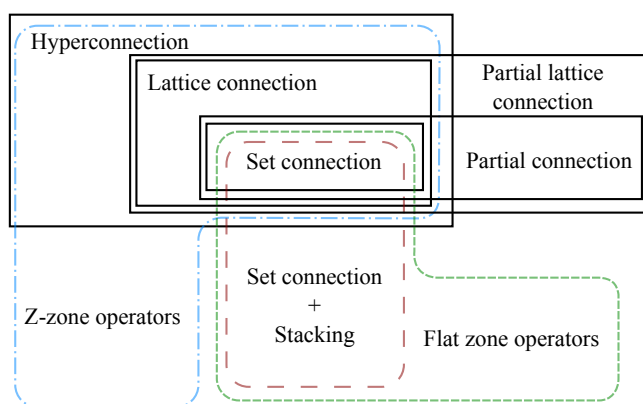 Hyperconnection
Lattice connection
Partial lattice
connection
Set connection
Partial connection
Set connection
+
Stacking
Z-zone operators
Flat zone operators